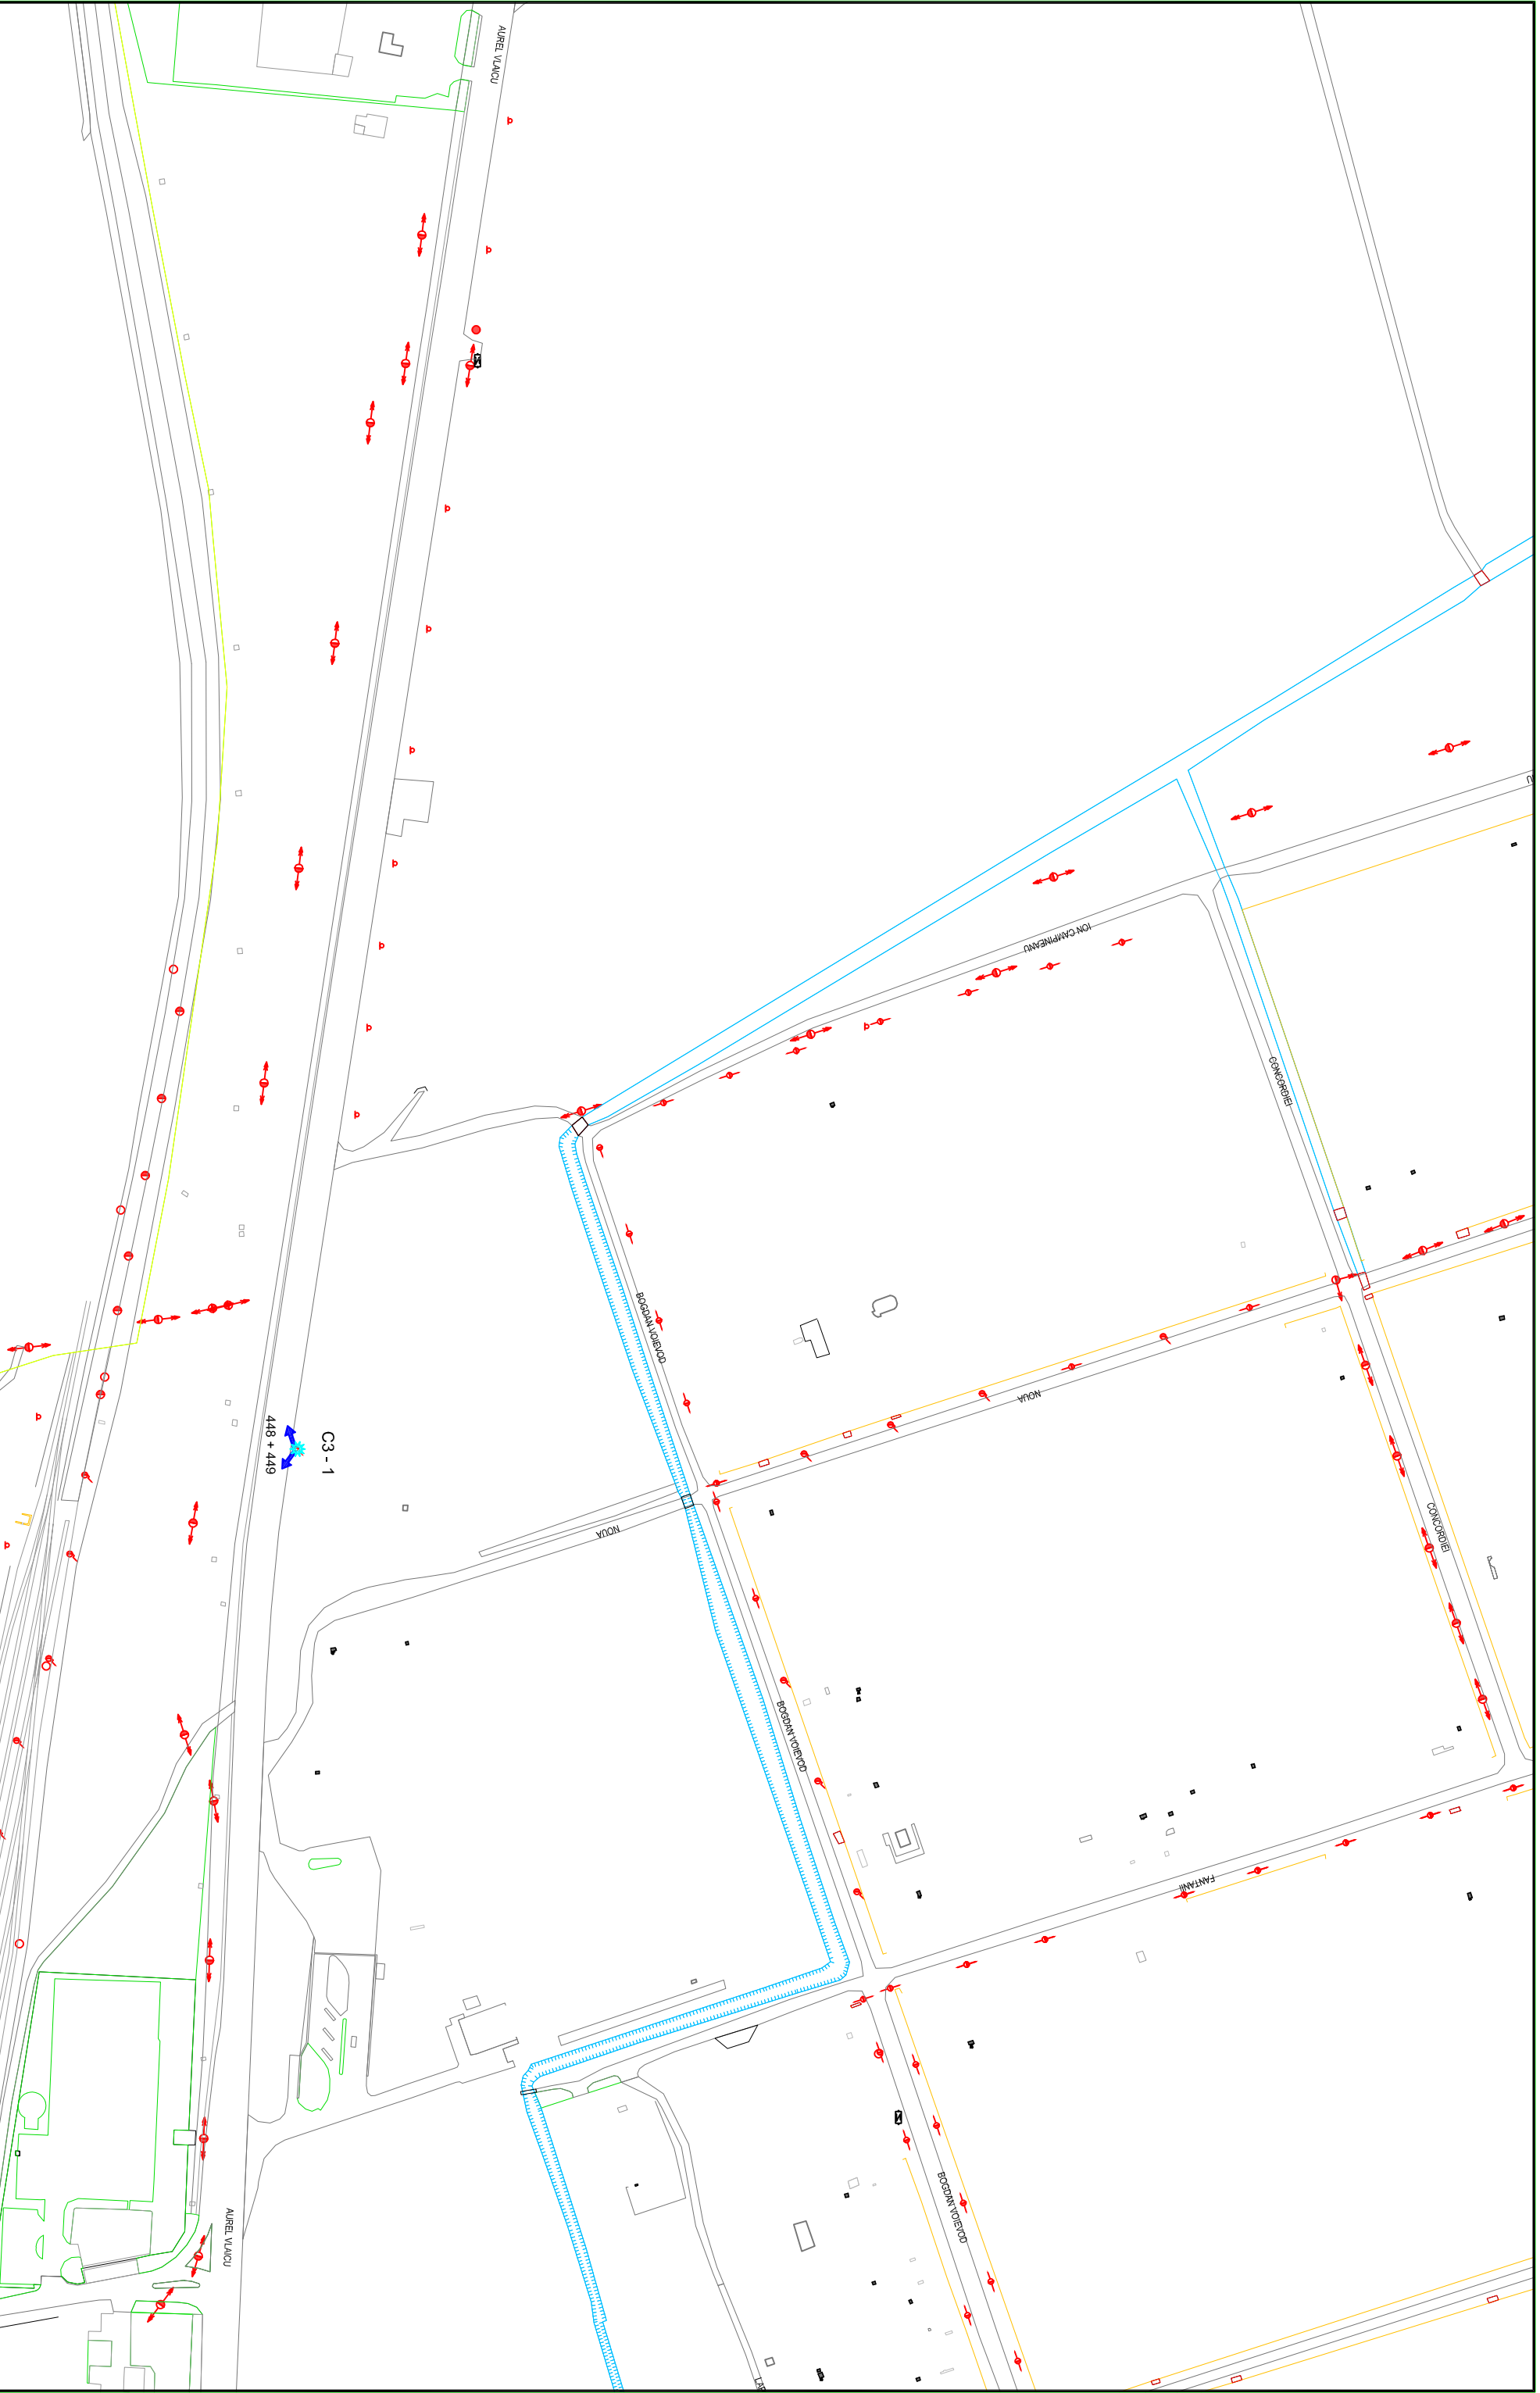 AUREL VLAICU
ION CAMPINEANU
CONCORDIEI
BOGDAN VOIEVOD
NOUA
C3 - 1
448 + 449
CONCORDIEI
NOUA
BOGDAN VOIEVOD
FANTANII
BOGDAN VOIEVOD
AUREL VLAICU